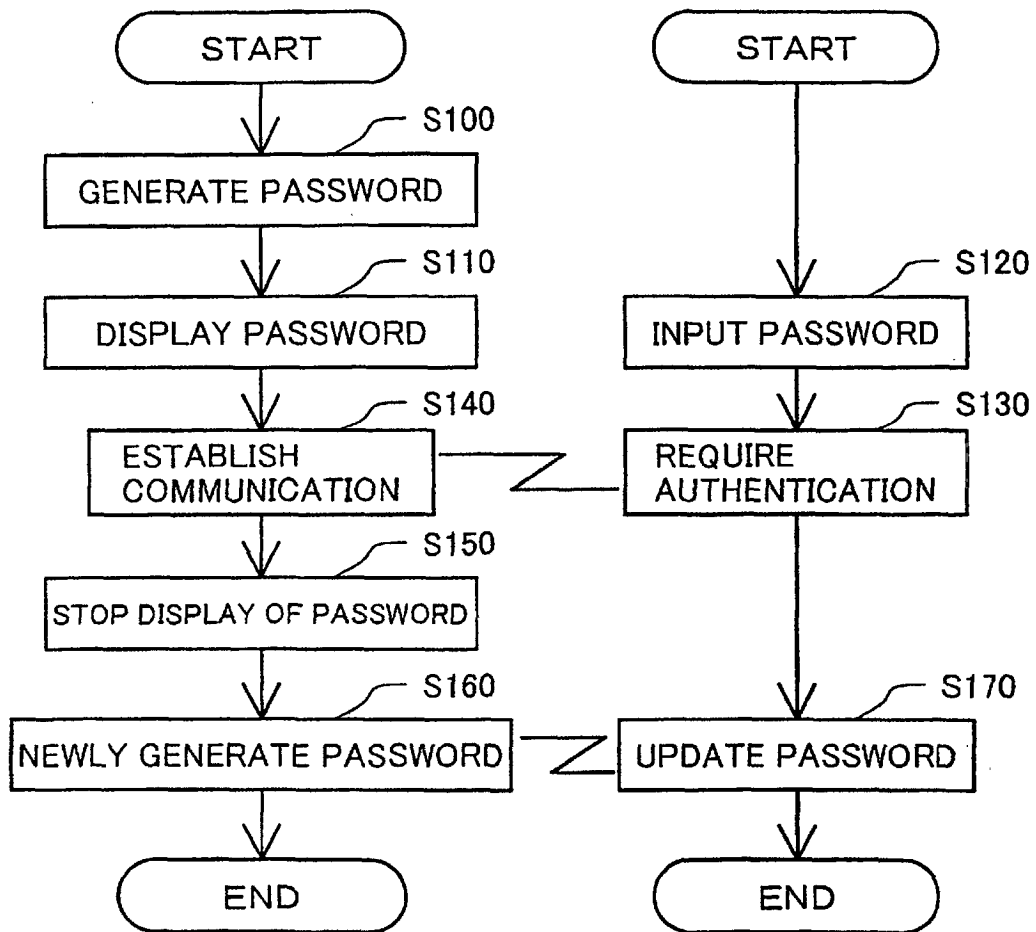 START
START
S100
GENERATE PASSWORD
S110
S120
DISPLAY PASSWORD
INPUT PASSWORD
S140
S130
ESTABLISH
COMMUNICATION
REQUIRE
AUTHENTICATION
S150
STOP DISPLAY OF PASSWORD
S160
S170
NEWLY GENERATE PASSWORD
UPDATE PASSWORD
END
END